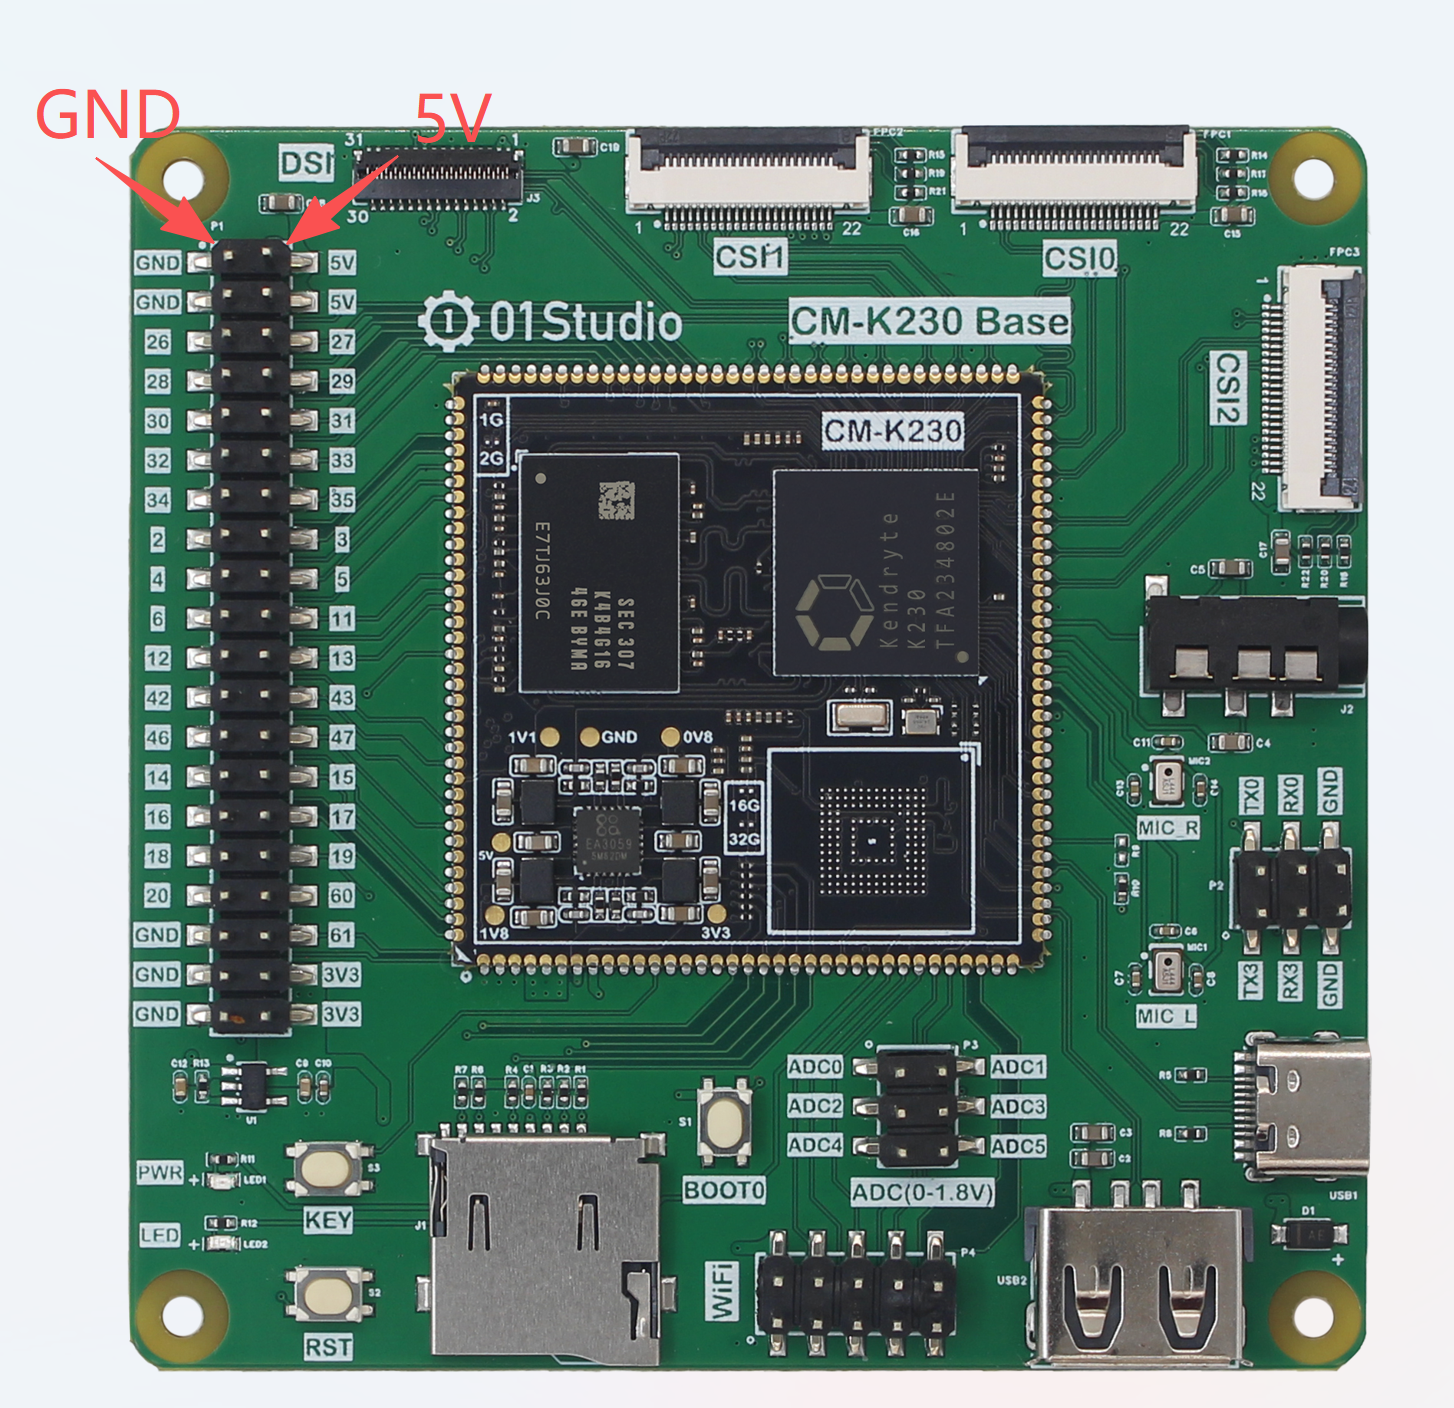 GND
5V
DSI
31
1
30
2
J3
C19
FPC2
R15
R19
R21
C16
1
22
CSI1
FPC1
R14
R17
R16
C15
1
22
CSI0
FPC3
1
22
CSI2
C17
R22
R20
R18
P1
GND 5V
GND 5V
26 27
28 29
30 31
32 33
34 35
2 3
4 5
6 11
12 13
42 43
46 47
14 15
16 17
18 19
20 60
GND 61
GND 3V3
GND 3V3
01Studio
CM-K230 Base
1G
2G
CM-K230
E7TJ63J0C
SEC 307
K4B4G16
4GE BYMA
Kendryte
K230
TFA234802E
1V1
GND
0V8
16G
32G
EA3059
5V
1V8
3V3
C5
J2
C11
C4
MIC2
C13
C14
MIC_R
R9
R10
C6
MIC1
C7
C8
MIC L
TX0
RX0
GND
P2
TX3
RX3
GND
C12
R13
C9
C10
U1
R7
R6
R4
C1
R3
R2
R1
S1
BOOT0
P3
ADC0 ADC1
ADC2 ADC3
ADC4 ADC5
ADC(0-1.8V)
R5
R8
USB1
C3
C2
D1
+
PWR
+
R11
LED1
S3
KEY
LED
+
R12
LED2
S2
RST
J1
WiFi
P4
USB2